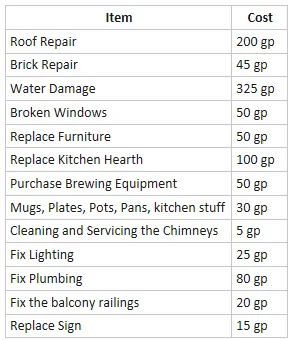 Item Cost
Roof Repair 200 gp
Brick Repair 45 gp
Water Damage 325 gp
Broken Windows 50 gp
Replace Furniture 50 gp
Replace Kitchen Hearth 100 gp
Purchase Brewing Equipment 50 gp
Mugs, Plates, Pots, Pans, kitchen stuff 30 gp
Cleaning and Servicing the Chimneys 5 gp
Fix Lighting 25 gp
Fix Plumbing 80 gp
Fix the balcony railings 20 gp
Replace Sign 15 gp